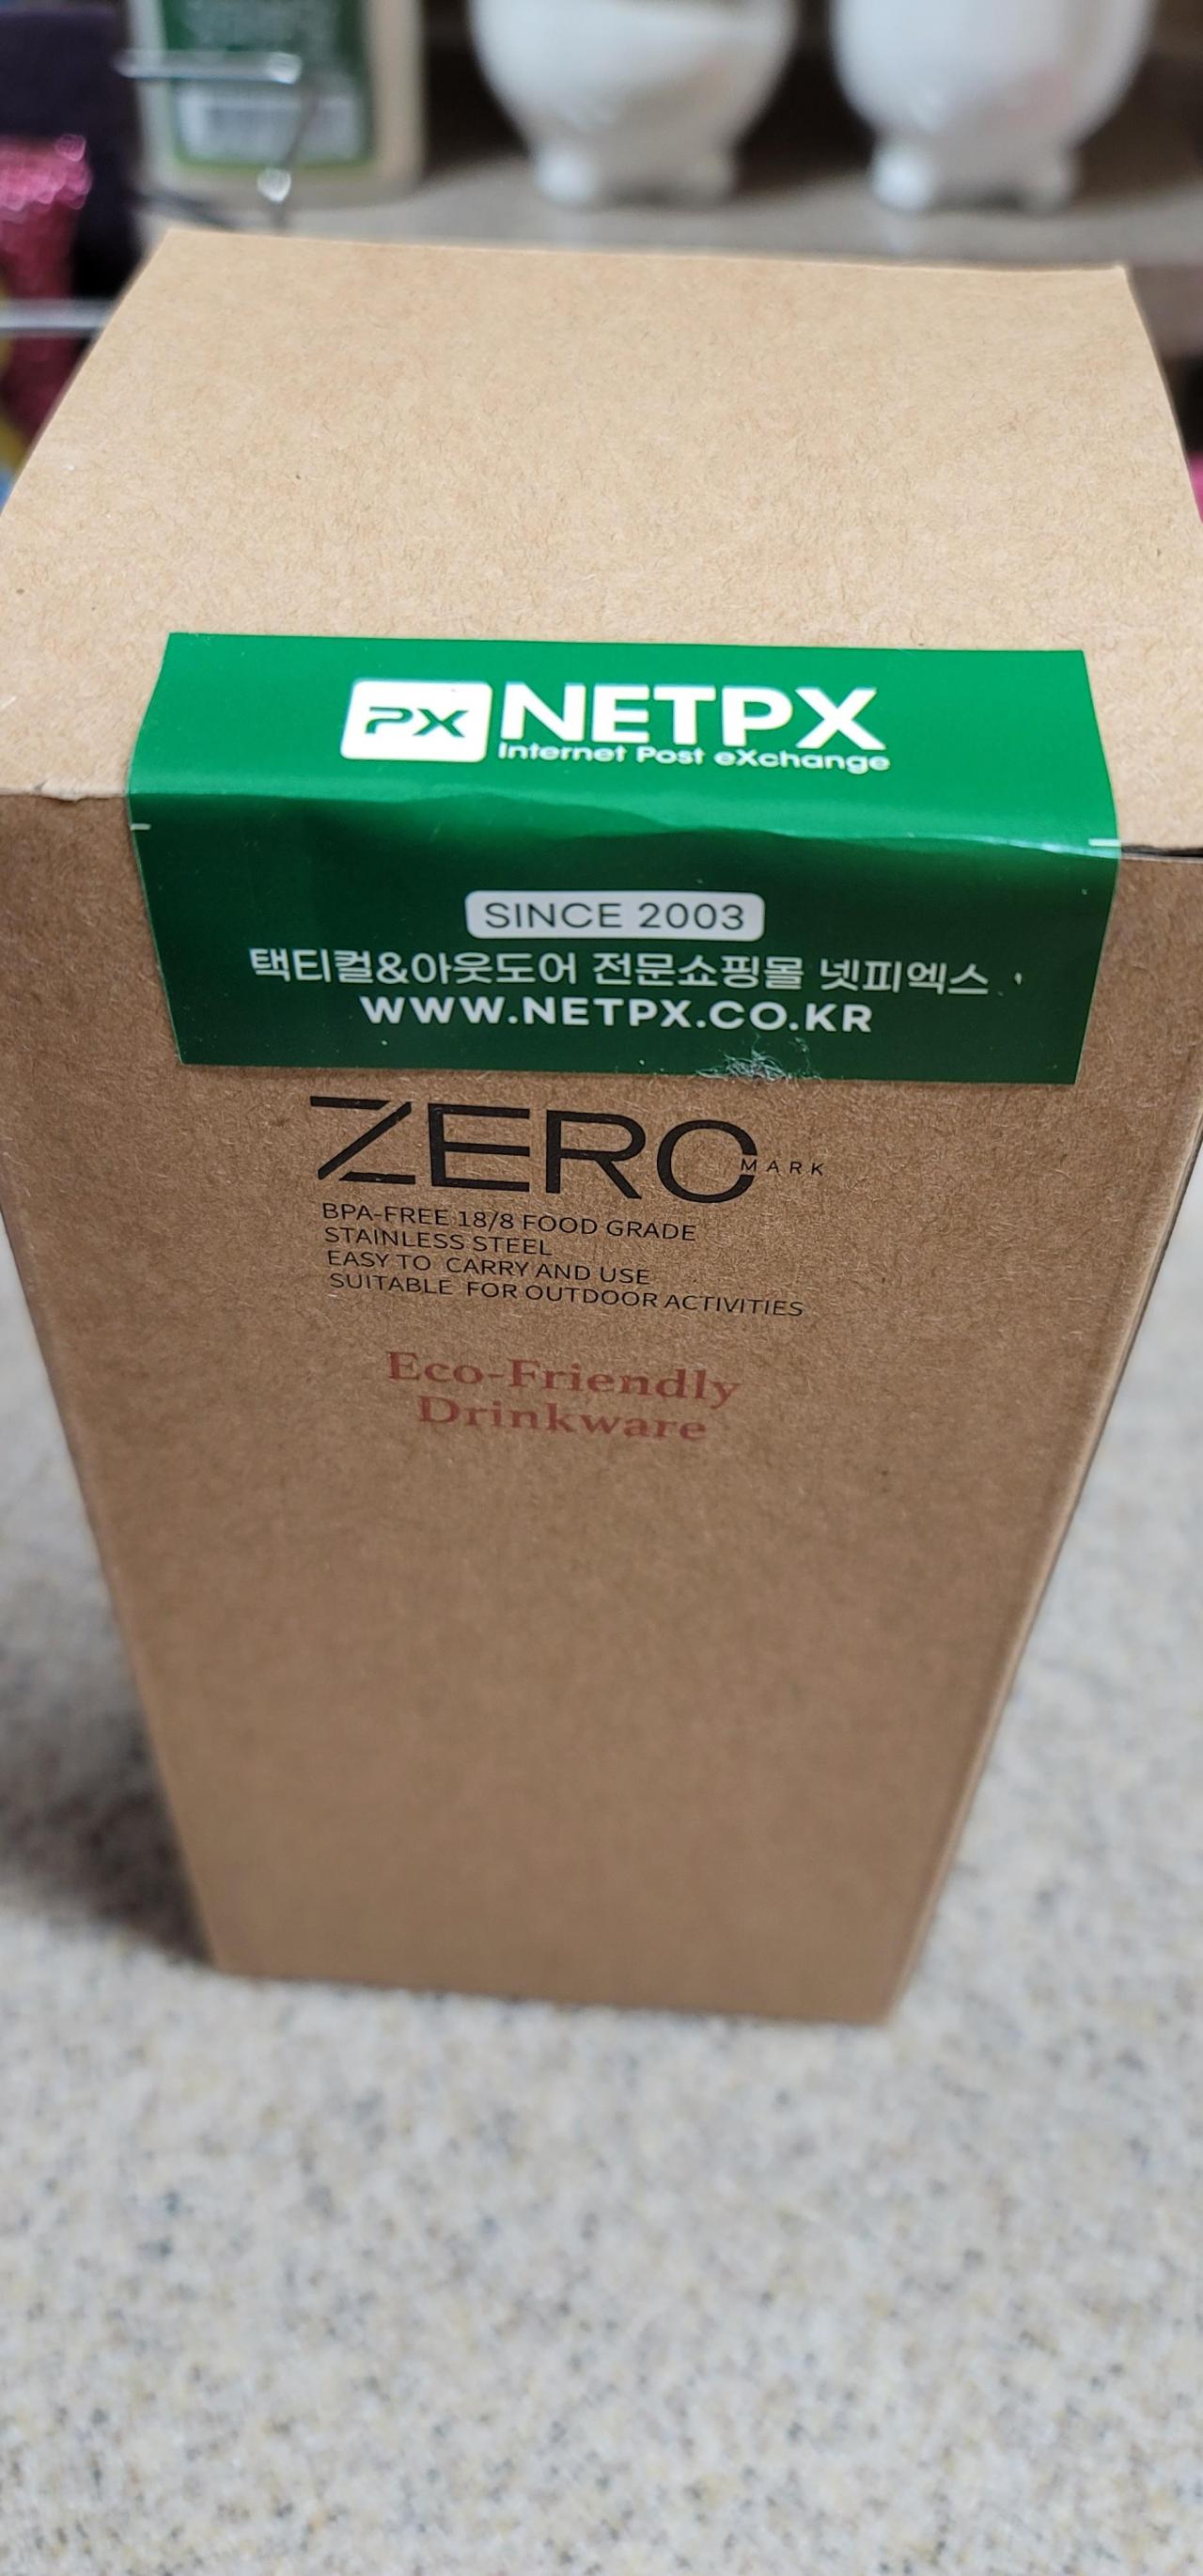 PX NETPX
Internet Post eXchange
SINCE 2003
택티컬&아웃도어 전문쇼핑몰 넷피엑스
WWW.NETPX.CO.KR
ZERO MARK
BPA-FREE 18/8 FOOD GRADE
STAINLESS STEEL
EASY TO CARRY AND USE
SUITABLE FOR OUTDOOR ACTIVITIES
Eco-Friendly
Drinkware